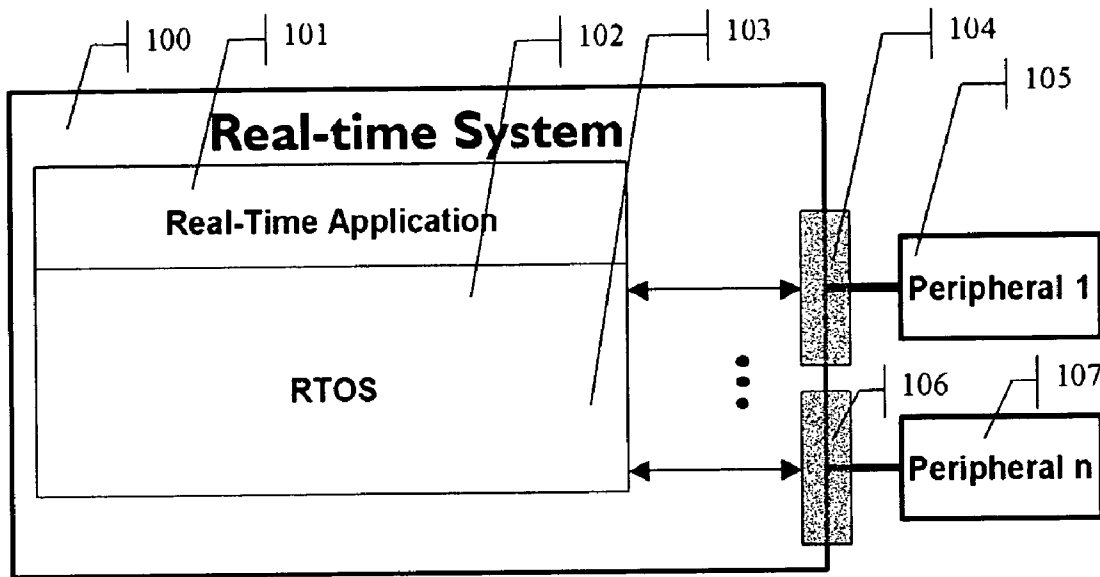 100
101
102
103
104
105
Real-time System
Real-Time Application
Peripheral 1
RTOS
106
107
Peripheral n